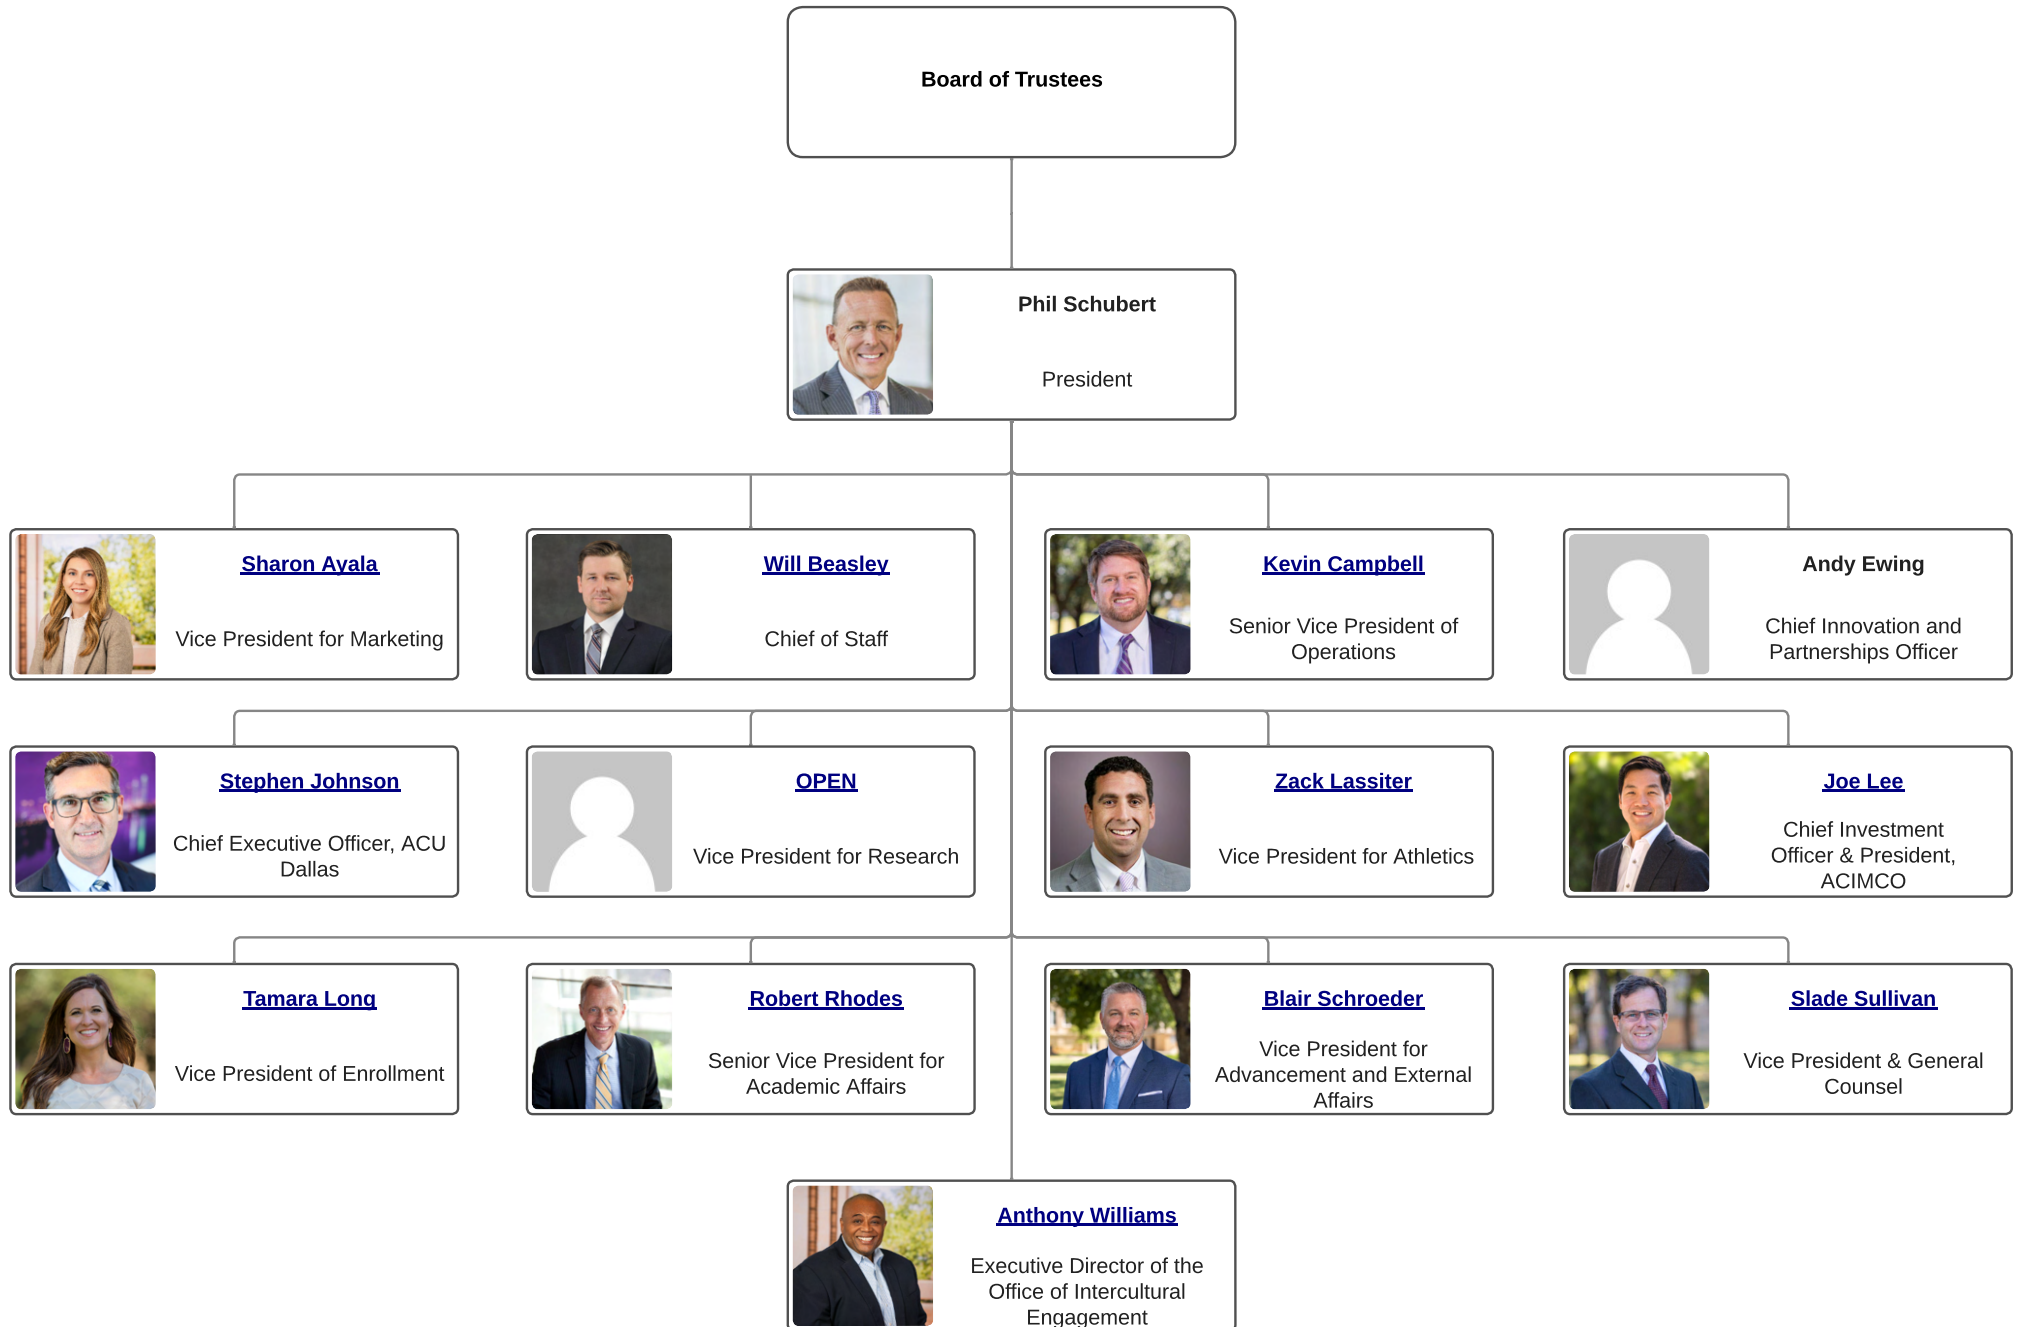 Board of Trustees
Phil Schubert
President
Sharon Ayala
Vice President for Marketing
Will Beasley
Chief of Staff
Kevin Campbell
Senior Vice President of
Operations
Andy Ewing
Chief Innovation and
Partnerships Officer
Stephen Johnson
Chief Executive Officer, ACU
Dallas
OPEN
Vice President for Research
Zack Lassiter
Vice President for Athletics
Joe Lee
Chief Investment
Officer & President,
ACIMCO
Tamara Long
Vice President of Enrollment
Robert Rhodes
Senior Vice President for
Academic Affairs
Blair Schroeder
Vice President for
Advancement and External
Affairs
Slade Sullivan
Vice President & General
Counsel
Anthony Williams
Executive Director of the
Office of Intercultural
Engagement